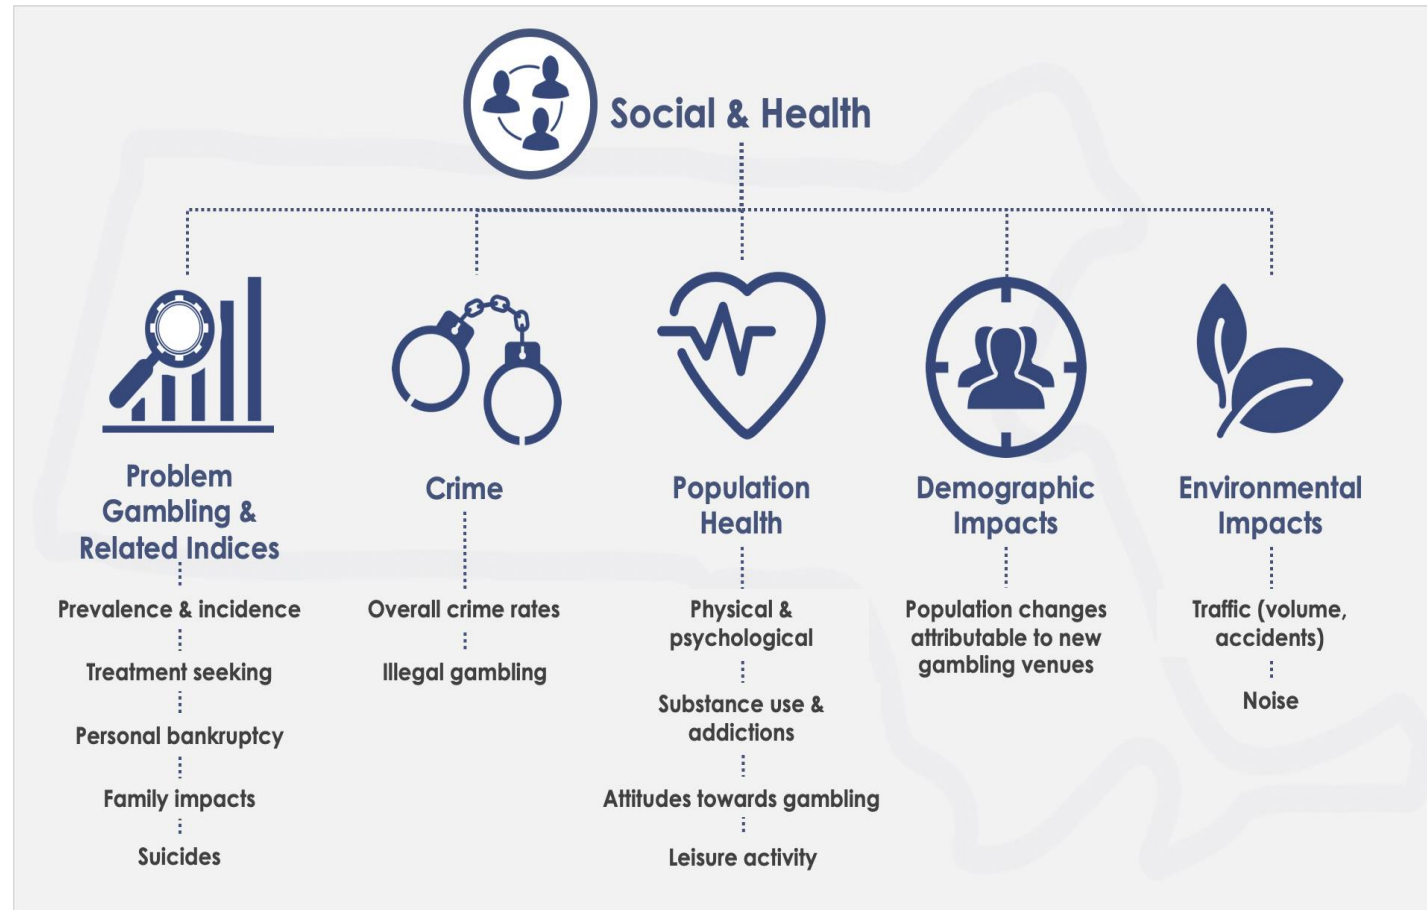 Social & Health
Problem
Gambling &
Related Indices
Prevalence & incidence
Treatment seeking
Personal bankruptcy
Family impacts
Suicides
Crime
Overall crime rates
Illegal gambling
Population
Health
Physical &
psychological
Substance use &
addictions
Attitudes towards gambling
Leisure activity
Demographic
Impacts
Population changes
attributable to new
gambling venues
Environmental
Impacts
Traffic (volume,
accidents)
Noise